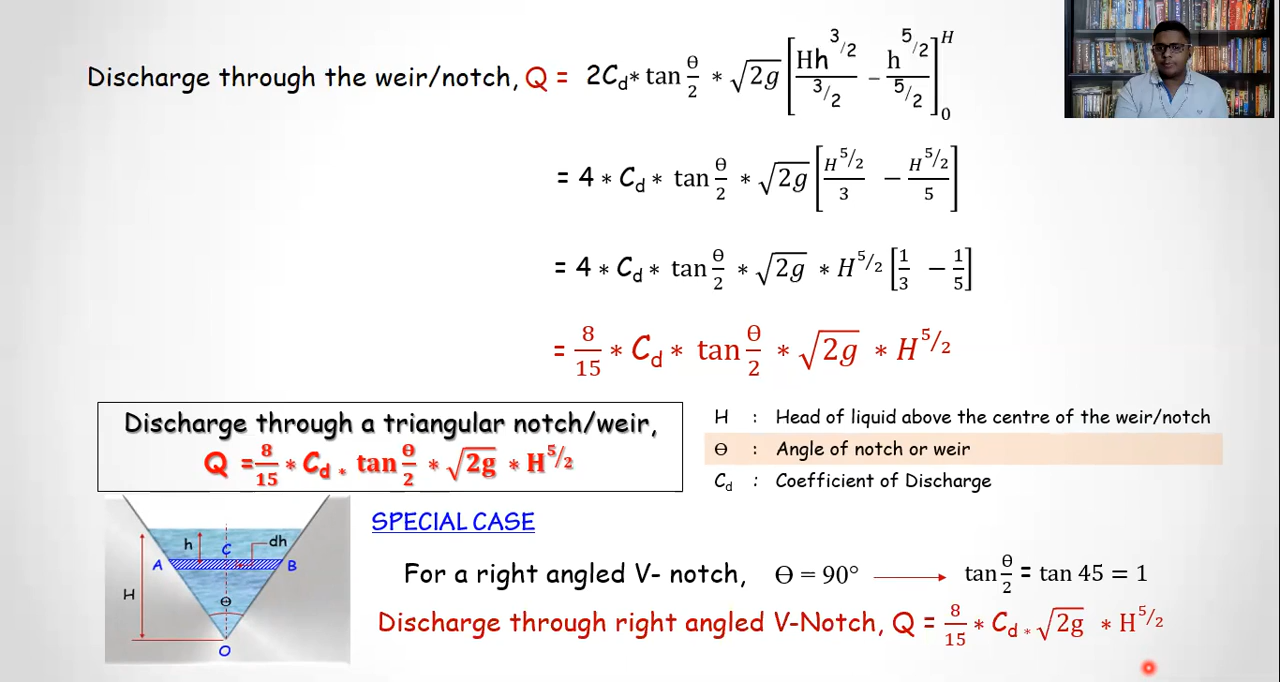 Discharge through the weir/notch, Q = 2C_d * tan θ/2 * √2g [Hh^3/2 / 3/2 − h^5/2 / 5/2]_0^H
= 4 * C_d * tan θ/2 * √2g [H^5/2 / 3 − H^5/2 / 5]
= 4 * C_d * tan θ/2 * √2g * H^5/2 [1/3 − 1/5]
= 8/15 * C_d * tan θ/2 * √2g * H^5/2
Discharge through a triangular notch/weir,
Q = 8/15 * C_d * tan θ/2 * √2g * H^5/2
H : Head of liquid above the centre of the weir/notch
θ : Angle of notch or weir
C_d : Coefficient of Discharge
h
C
dh
A
B
H
θ
O
SPECIAL CASE
For a right angled V- notch, θ = 90° → tan θ/2 = tan 45 = 1
Discharge through right angled V-Notch, Q = 8/15 * C_d * √2g * H^5/2